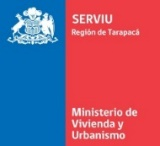 SERVIU
Región de Tarapacá
Ministerio de
Vivienda y
Urbanismo